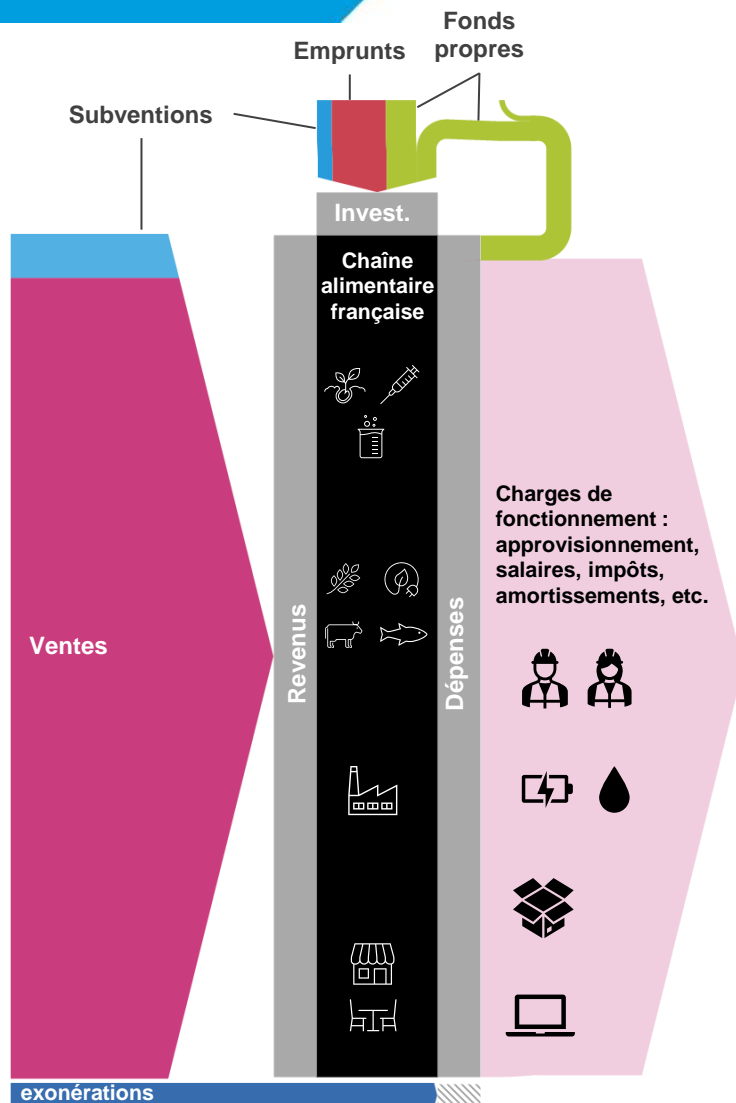 Fonds
propres
Emprunts
Subventions
Invest.
Chaîne
alimentaire
française
Charges de
fonctionnement :
approvisionnement,
salaires, impôts,
amortissements, etc.
Ventes
Revenus
Dépenses
exonérations